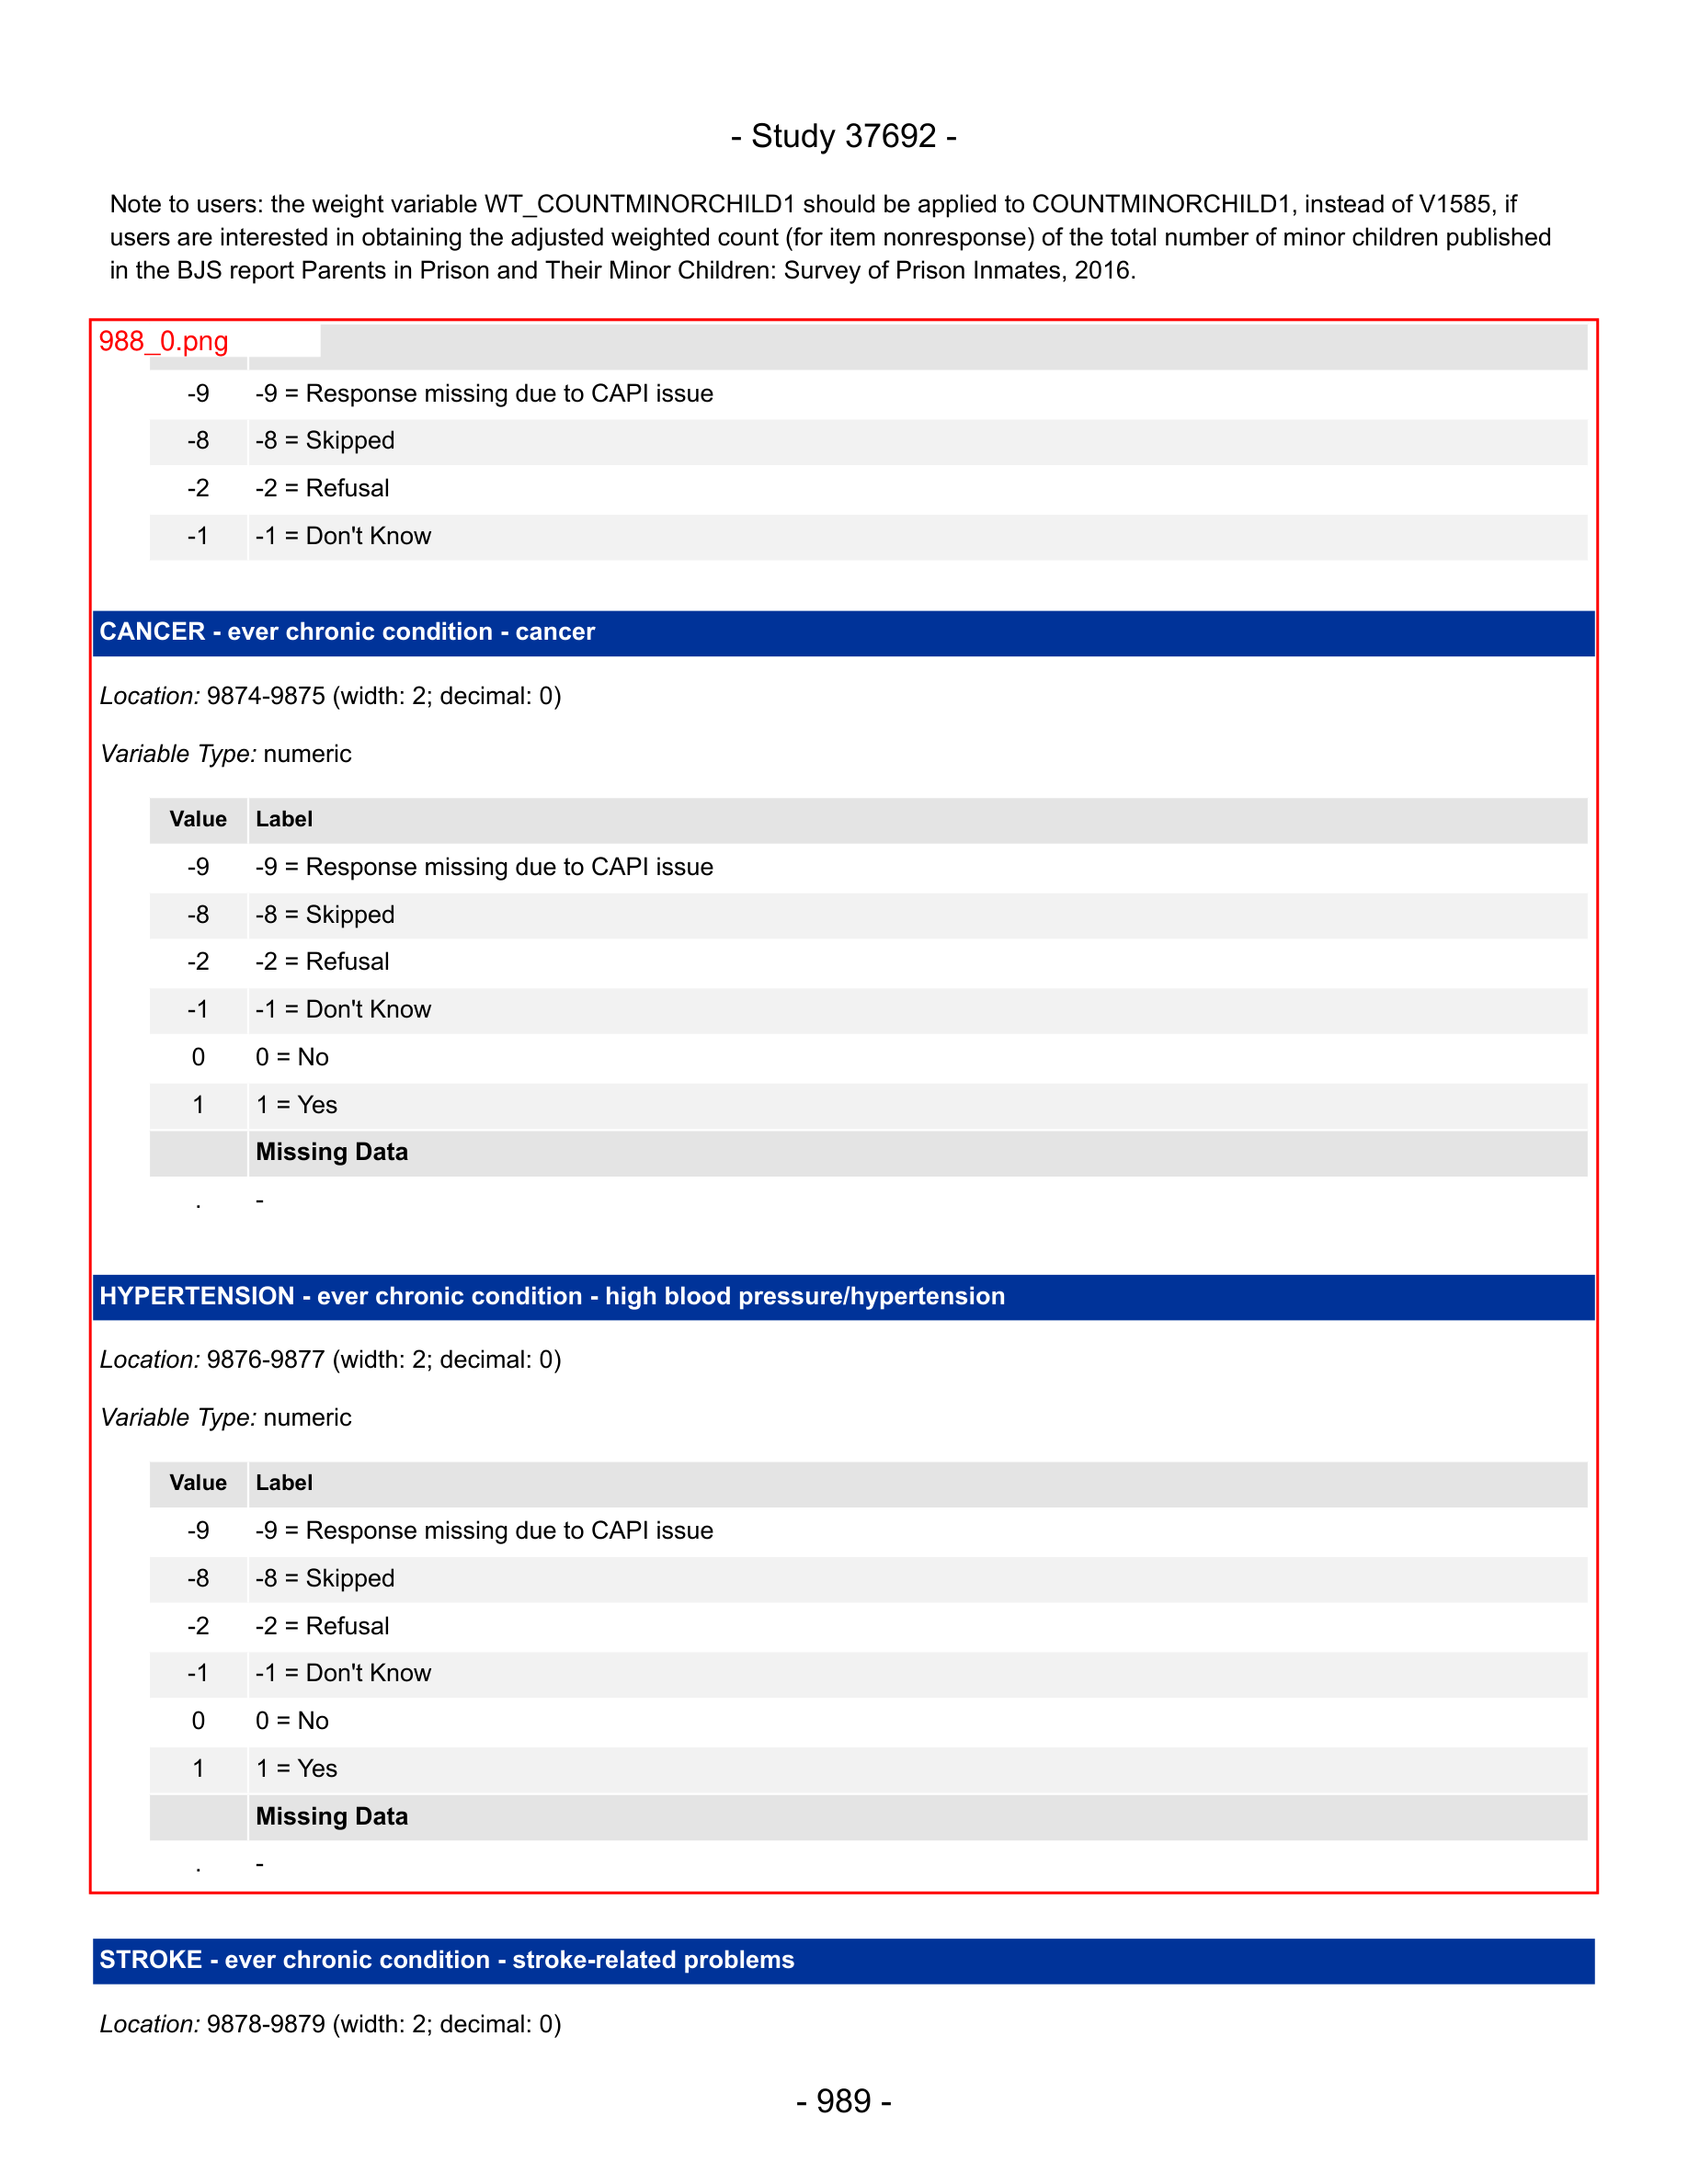 - Study 37692 -
Note to users: the weight variable WT_COUNTMINORCHILD1 should be applied to COUNTMINORCHILD1, instead of V1585, if
users are interested in obtaining the adjusted weighted count (for item nonresponse) of the total number of minor children published
in the BJS report Parents in Prison and Their Minor Children: Survey of Prison Inmates, 2016.
988_0.png
-9 -9 = Response missing due to CAPI issue
-8 -8 = Skipped
-2 -2 = Refusal
-1 -1 = Don't Know
CANCER - ever chronic condition - cancer
Location: 9874-9875 (width: 2; decimal: 0)
Variable Type: numeric
Value Label
-9 -9 = Response missing due to CAPI issue
-8 -8 = Skipped
-2 -2 = Refusal
-1 -1 = Don't Know
0 0 = No
1 1 = Yes
Missing Data
. -
HYPERTENSION - ever chronic condition - high blood pressure/hypertension
Location: 9876-9877 (width: 2; decimal: 0)
Variable Type: numeric
Value Label
-9 -9 = Response missing due to CAPI issue
-8 -8 = Skipped
-2 -2 = Refusal
-1 -1 = Don't Know
0 0 = No
1 1 = Yes
Missing Data
. -
STROKE - ever chronic condition - stroke-related problems
Location: 9878-9879 (width: 2; decimal: 0)
- 989 -